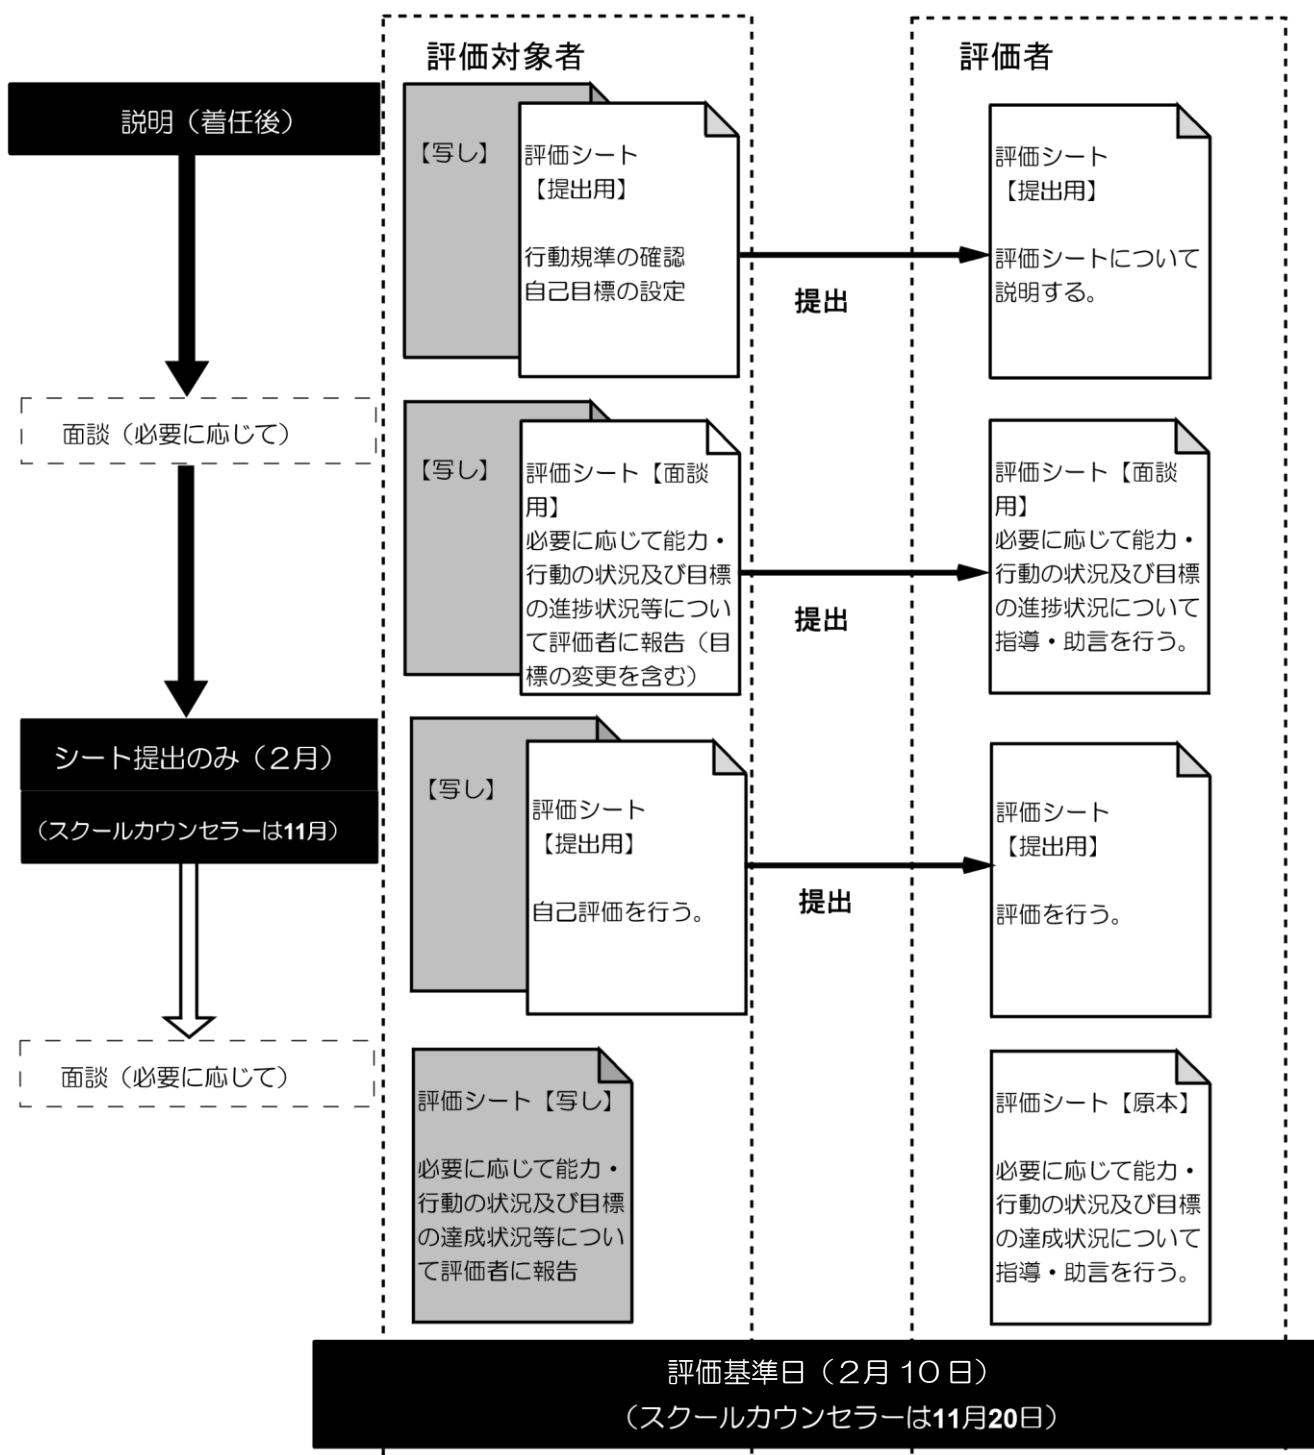 評価対象者
評価者
説明（着任後）
【写し】
評価シート
【提出用】
行動規準の確認
自己目標の設定
提出
評価シート
【提出用】
評価シートについて
説明する。
面談（必要に応じて）
【写し】
評価シート【面談
用】
必要に応じて能力・
行動の状況及び目標
の進捗状況等につい
て評価者に報告（目
標の変更を含む）
提出
評価シート【面談
用】
必要に応じて能力・
行動の状況及び目標
の進捗状況について
指導・助言を行う。
シート提出のみ（２月）
（スクールカウンセラーは11月）
【写し】
評価シート
【提出用】
自己評価を行う。
提出
評価シート
【提出用】
評価を行う。
面談（必要に応じて）
評価シート【写し】
必要に応じて能力・
行動の状況及び目標
の達成状況等につい
て評価者に報告
評価シート【原本】
必要に応じて能力・
行動の状況及び目標
の達成状況について
指導・助言を行う。
評価基準日（２月 10 日）
（スクールカウンセラーは11月20日）